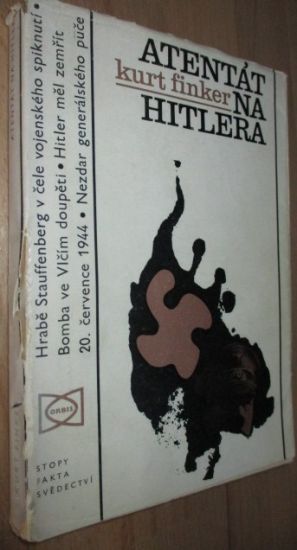 ATENTÁT
kurt finker NA
HITLERA
Hrabě Stauffenberg v čele vojenského spiknutí •
Bomba ve Vlčím doupěti • Hitler měl zemřít
20. července 1944 • Nezdar generálského puče
ORBIS
STOPY
FAKTA
SVĚDECTVÍ